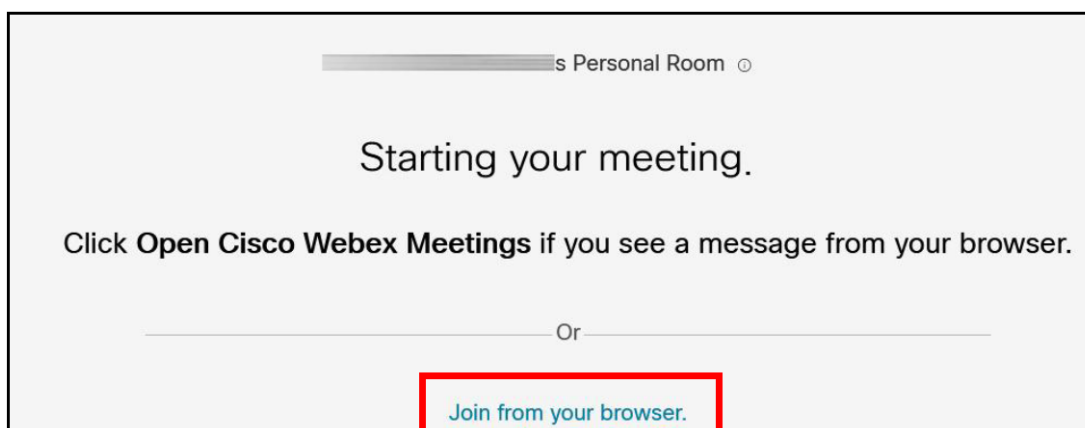 s Personal Room
Starting your meeting.
Click Open Cisco Webex Meetings if you see a message from your browser.
Or
Join from your browser.